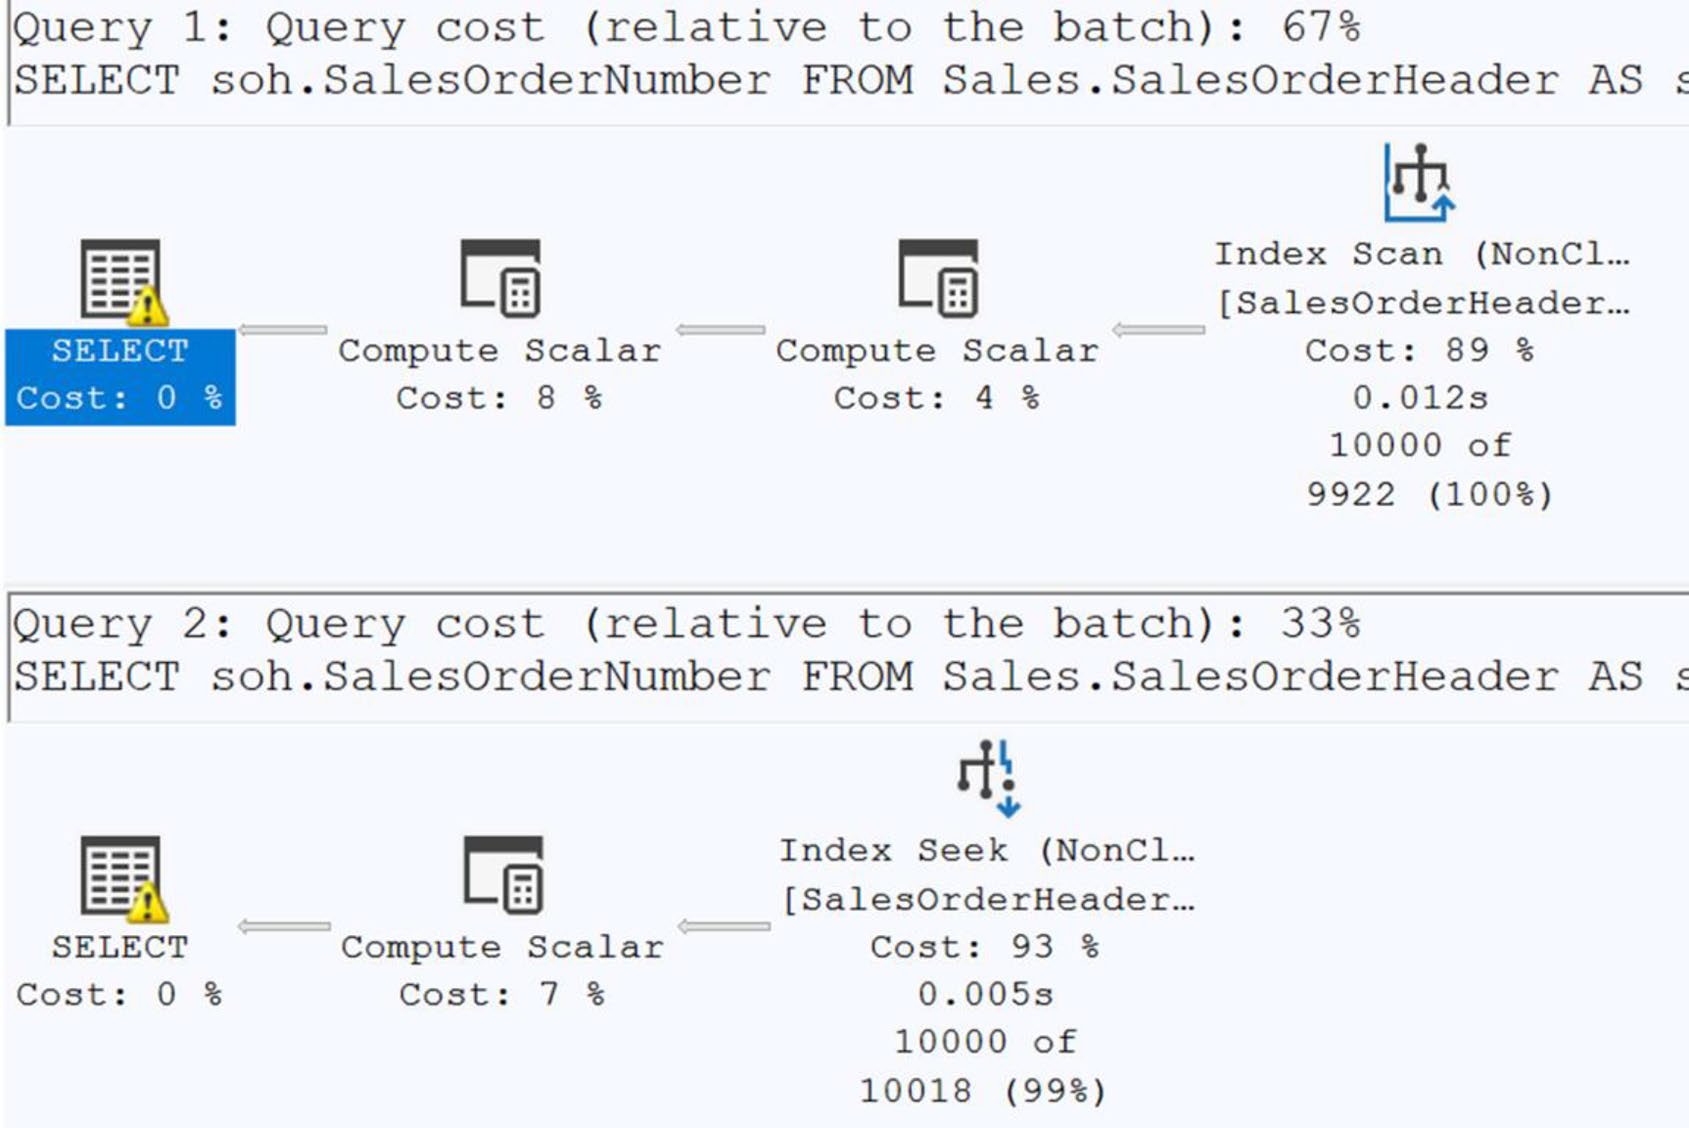 Query 1: Query cost (relative to the batch): 67%
SELECT soh.SalesOrderNumber FROM Sales.SalesOrderHeader AS s
Index Scan (NonCl…
[SalesOrderHeader…
Cost: 89 %
0.012s
10000 of
9922 (100%)
Compute Scalar
Cost: 4 %
Compute Scalar
Cost: 8 %
SELECT
Cost: 0 %
Query 2: Query cost (relative to the batch): 33%
SELECT soh.SalesOrderNumber FROM Sales.SalesOrderHeader AS s
Index Seek (NonCl…
[SalesOrderHeader…
Cost: 93 %
0.005s
10000 of
10018 (99%)
Compute Scalar
Cost: 7 %
SELECT
Cost: 0 %